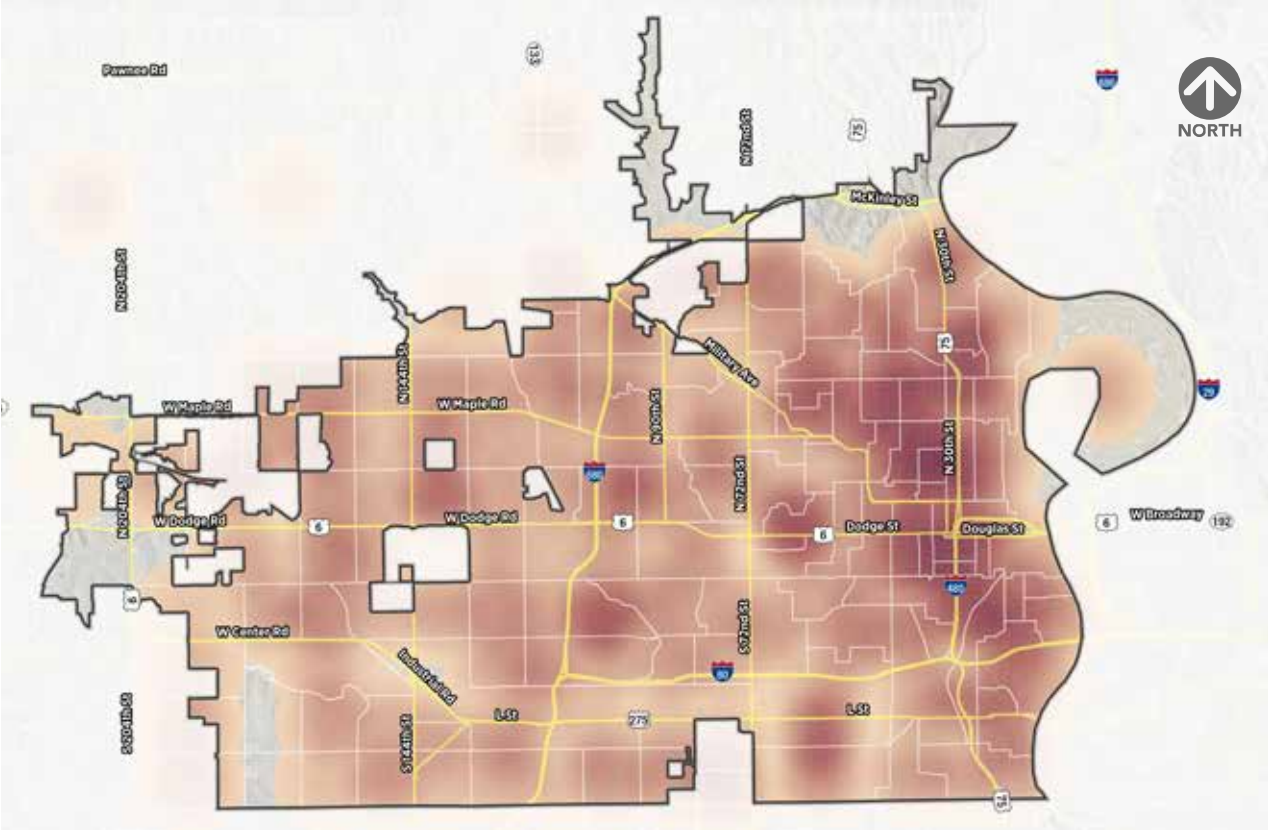 133
Pawnee Rd
680
NORTH
N 72nd St
75
McKinley St
N 30th St
N 204th St
75
Military Ave
N 144th St
29
W Maple Rd
W Maple Rd
N 90th St
N 30th St
680
N 72nd St
N 204th St
W Dodge Rd
6
W Dodge Rd
6
6
Dodge St
Douglas St
6
W Broadway
192
480
6
S 72nd St
W Center Rd
Industrial Rd
80
S 204th St
S 144th St
L St
275
L St
75